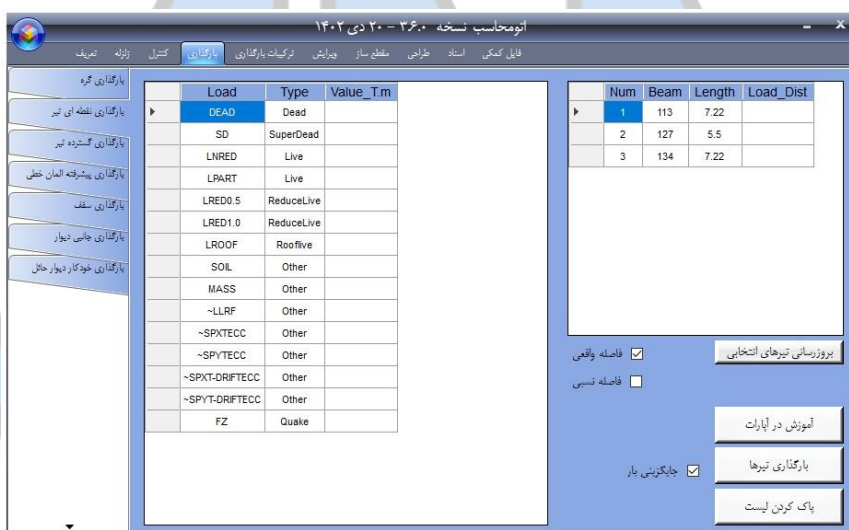 اتومحاسب نسخه ۳.۶.۰ - ۲۰ دی ۱۴۰۲
تعریف زلزله کنترل بارگذاری ترکیبات بارگذاری ویرایش مقطع ساز طراحی اسناد فایل کمکی
بارگذاری گره
بارگذاری نقطه ای تیر
بارگذاری گسترده تیر
بارگذاری پیشرفته المان خطی
بارگذاری سقف
بارگذاری جانبی دیوار
بارگذاری خودکار دیوار حائل
Load Type Value_T.m
DEAD Dead
SD SuperDead
LNRED Live
LPART Live
LRED0.5 ReduceLive
LRED1.0 ReduceLive
LROOF Rooflive
SOIL Other
MASS Other
~LLRF Other
~SPXTECC Other
~SPYTECC Other
~SPXT-DRIFTECC Other
~SPYT-DRIFTECC Other
FZ Quake
Num Beam Length Load_Dist
1 113 7.22
2 127 5.5
3 134 7.22
فاصله واقعی
بروزرسانی تیرهای انتخابی
فاصله نسبی
آموزش در آپارات
جایگزینی بار
بارگذاری تیرها
پاک کردن لیست